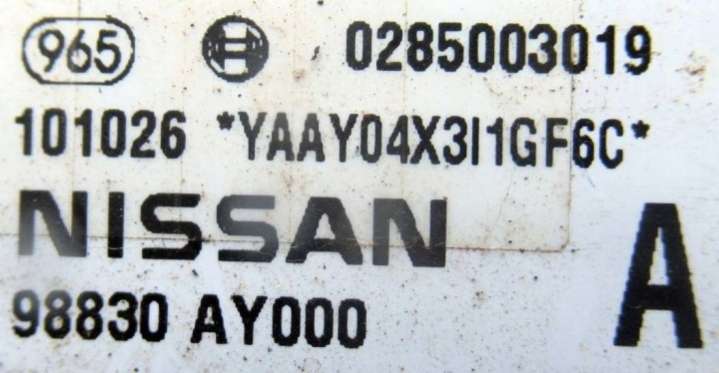 965 0285003019
101026 *YAAY04X3I1GF6C*
NISSAN
98830 AY000 A